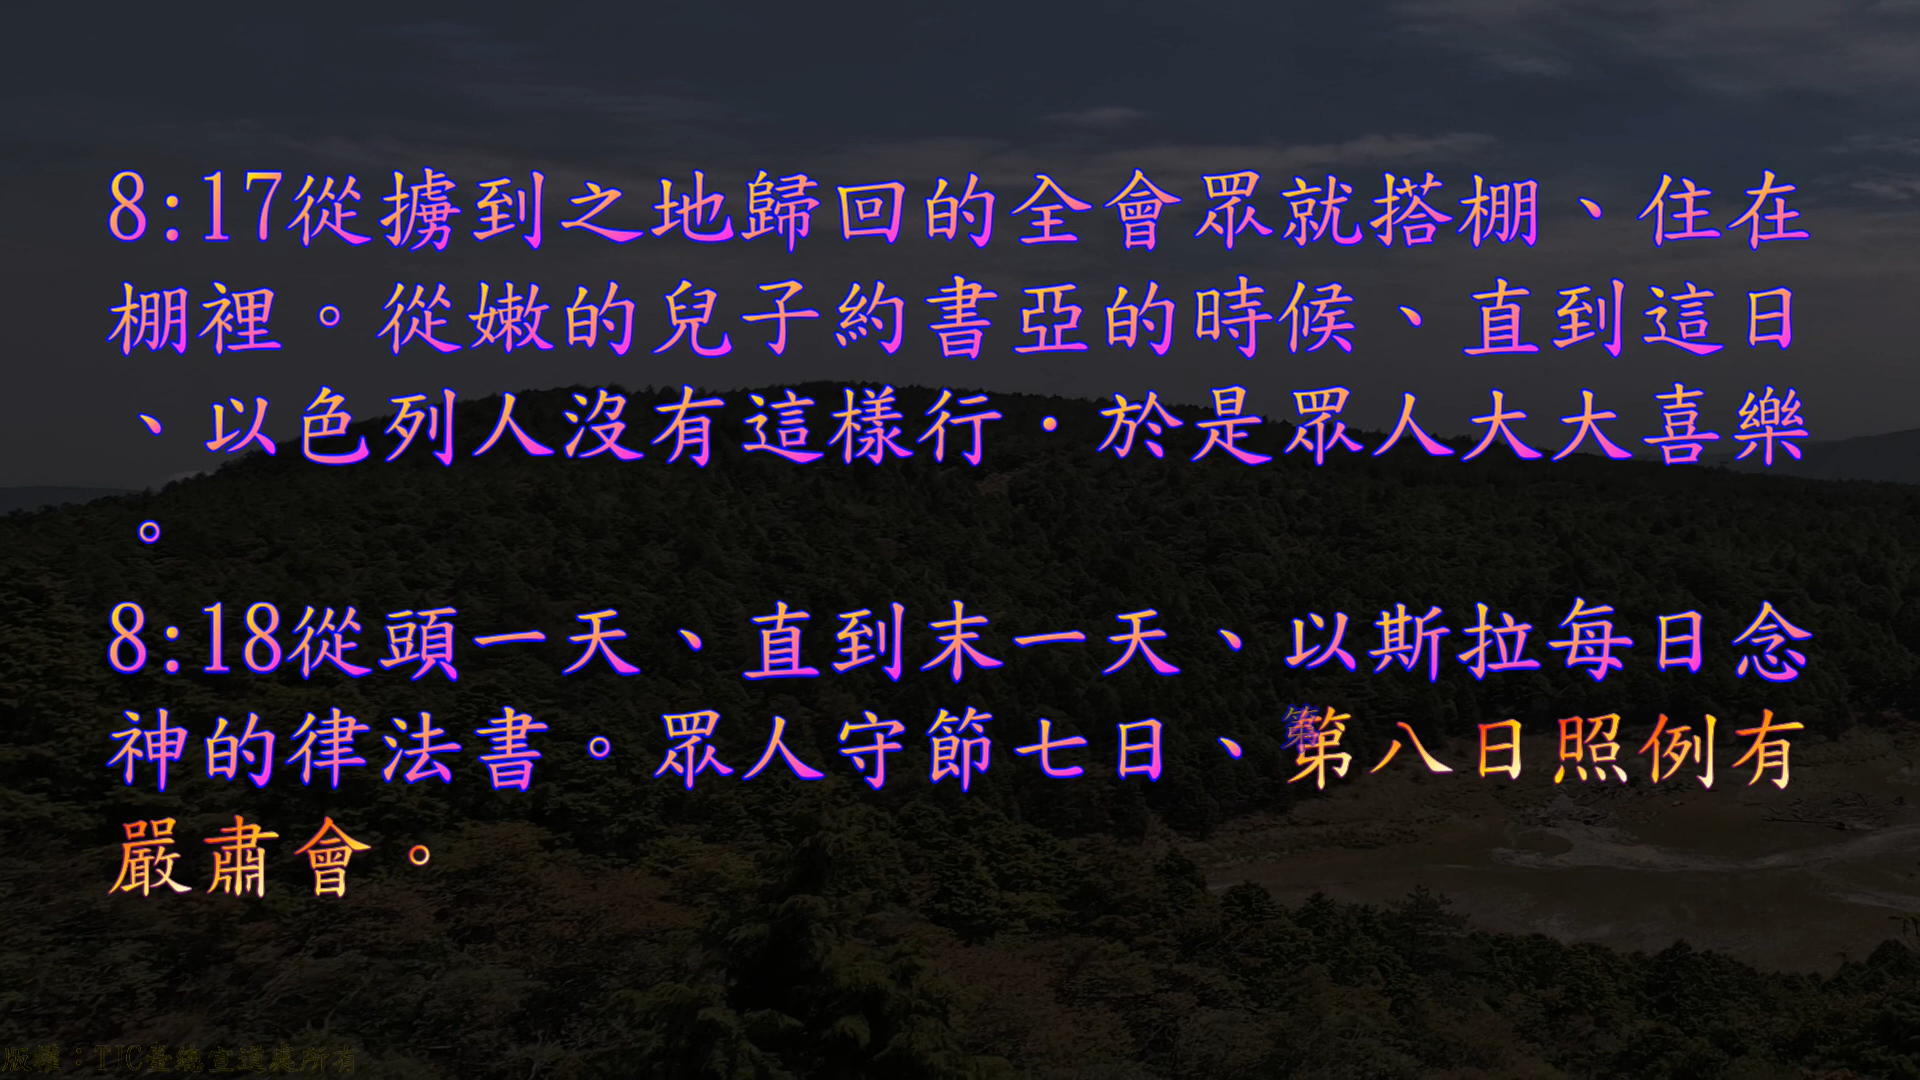 8:17從擄到之地歸回的全會眾就搭棚、住在
棚裡。從嫩的兒子約書亞的時候、直到這日
、以色列人沒有這樣行．於是眾人大大喜樂
。
8:18從頭一天、直到末一天、以斯拉每日念
神的律法書。眾人守節七日、第八日照例有
嚴肅會。
版權：TJC臺總宣道處所有